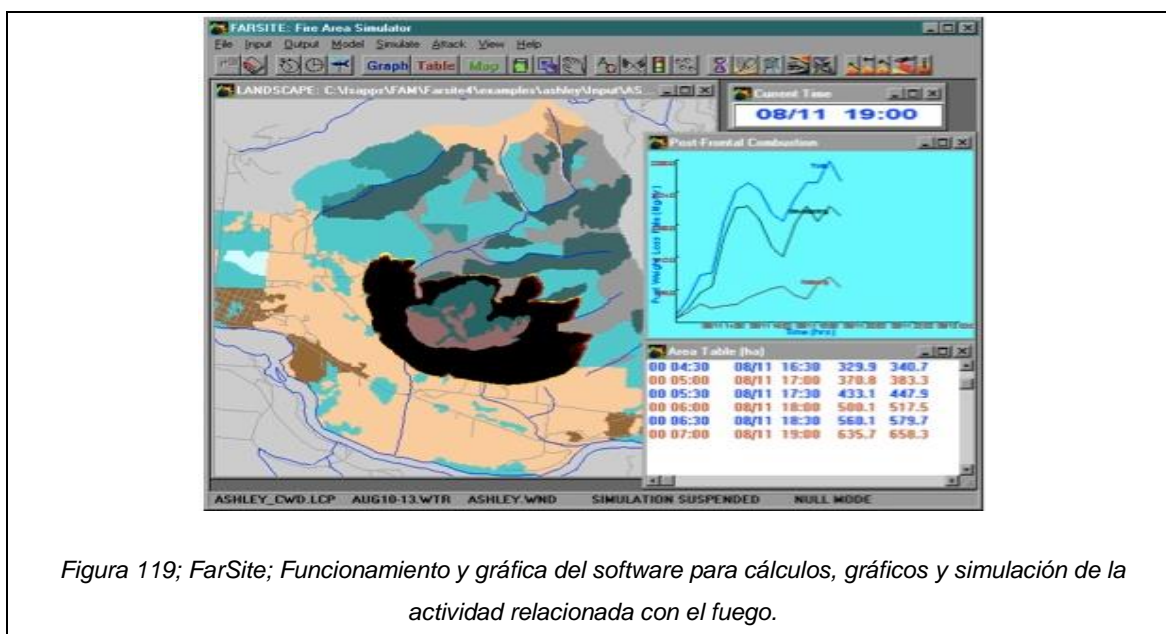 FARSITE: Fire Area Simulator
File Input Output Model Simulate Attack View Help
Graph Table Map
LANDSCAPE: C:\fsapps\FAM\Farsite4\examples\ashley\Input\AS...
Current Time
08/11 19:00
Post-Frontal Combustion
Fuel Weight Loss Rate
Time (hrs)
Area Table (ha)
00 04:30 08/11 16:30 329.9 340.7
00 05:00 08/11 17:00 370.8 383.3
00 05:30 08/11 17:30 433.1 447.9
00 06:00 08/11 18:00 500.1 517.5
00 06:30 08/11 18:30 560.1 579.7
00 07:00 08/11 19:00 635.7 658.3
ASHLEY_CWD.LCP AUG10-13.WTR ASHLEY.WND SIMULATION SUSPENDED NULL MODE
Figura 119; FarSite; Funcionamiento y gráfica del software para cálculos, gráficos y simulación de la
actividad relacionada con el fuego.